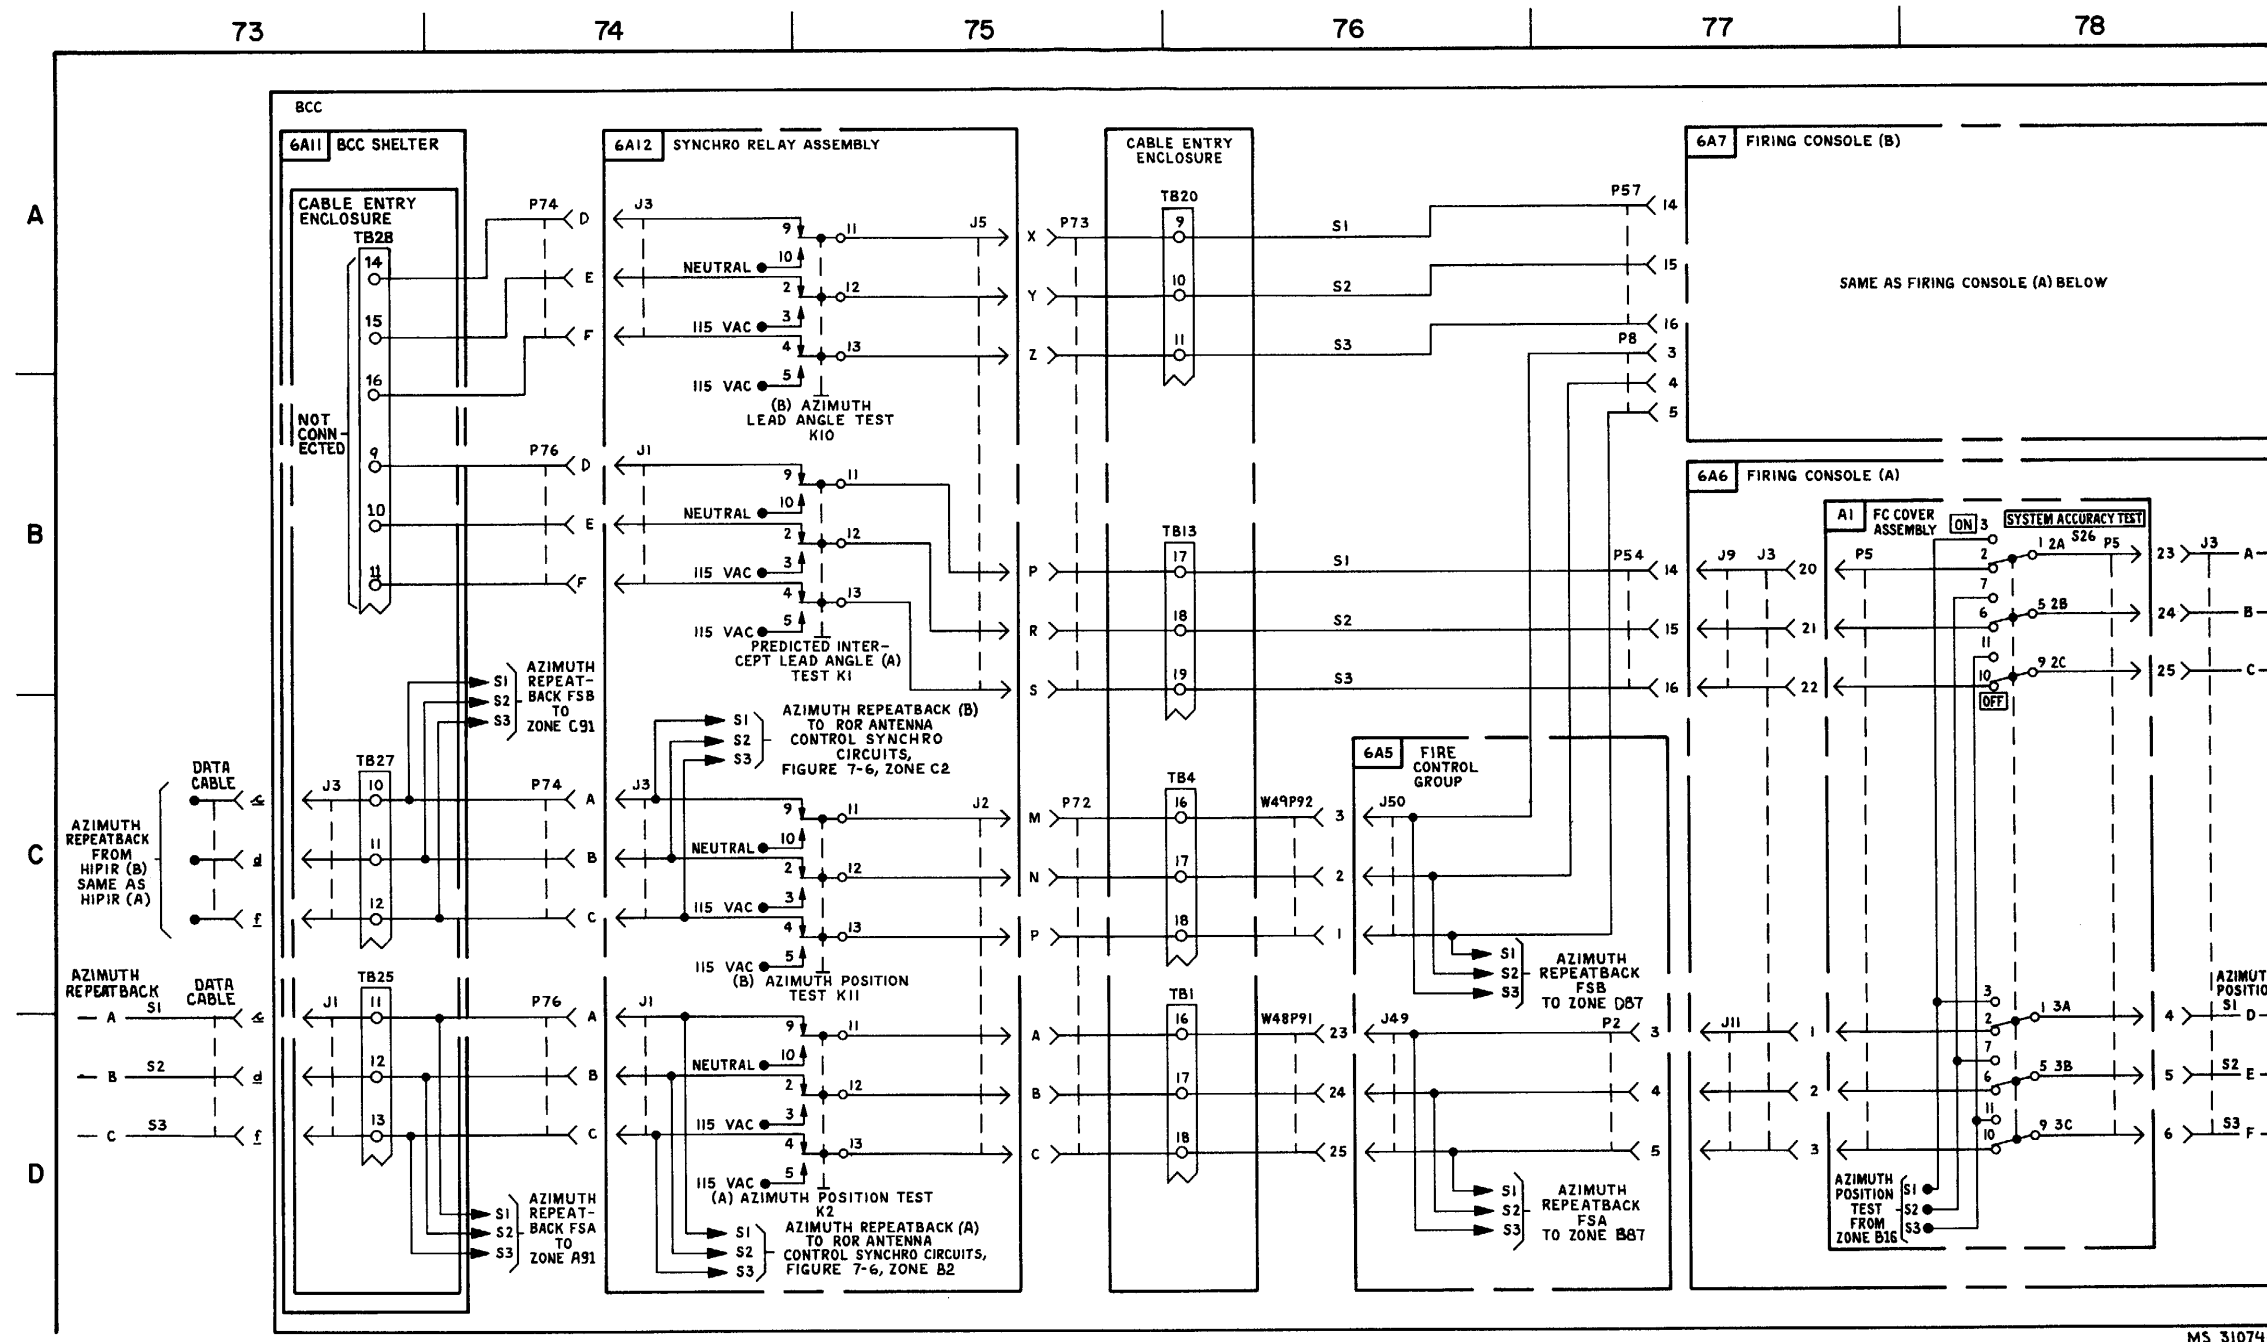 73 74 75 76 77 78
A
B
C
D
BCC
6A11 BCC SHELTER
CABLE ENTRY
ENCLOSURE
TB28
14
15
16
NOT
CONN-
ECTED
9
10
11
P74
D
E
F
P76
D
E
F
AZIMUTH
REPEAT-
BACK FSB
TO
ZONE C91
S1
S2
S3
DATA
CABLE
AZIMUTH
REPEATBACK
FROM
HIPIR (B)
SAME AS
HIPIR (A)
c
d
f
J3
TB27
10
11
12
P74
A
B
C
AZIMUTH
REPEATBACK
DATA
CABLE
A S1 c
B S2 d
C S3 f
J1
TB25
11
12
13
P76
A
B
C
S1
S2
S3
AZIMUTH
REPEAT-
BACK FSA
TO
ZONE A91
6A12 SYNCHRO RELAY ASSEMBLY
J3
9 11
NEUTRAL 10
2 12
115 VAC 3
4 13
115 VAC 5
(B) AZIMUTH
LEAD ANGLE TEST
K10
J5
X
Y
Z
J1
9 11
NEUTRAL 10
2 12
115 VAC 3
4 13
115 VAC 5
PREDICTED INTER-
CEPT LEAD ANGLE (A)
TEST K1
P
R
S
S1
S2
S3
AZIMUTH REPEATBACK (B)
TO ROR ANTENNA
CONTROL SYNCHRO
CIRCUITS,
FIGURE 7-6, ZONE C2
J3
9 11
NEUTRAL 10
2 12
115 VAC 3
4 13
115 VAC 5
(B) AZIMUTH POSITION
TEST K11
J2
M
N
P
J1
9 11
NEUTRAL 10
2 12
115 VAC 3
4 13
115 VAC 5
(A) AZIMUTH POSITION TEST
K2
A
B
C
S1
S2
S3
AZIMUTH REPEATBACK (A)
TO ROR ANTENNA
CONTROL SYNCHRO CIRCUITS,
FIGURE 7-6, ZONE B2
P73
P72
CABLE ENTRY
ENCLOSURE
TB20
9
10
11
TB13
17
18
19
TB4
16
17
18
TB1
16
17
18
S1
S2
S3
P57
14
15
16
P8
3
4
5
S1
S2
S3
P54
14
15
16
W49P92
3
2
1
W48P91
23
24
25
6A5 FIRE
CONTROL
GROUP
J50
S1
S2
S3
AZIMUTH
REPEATBACK
FSB
TO ZONE D87
J49
P2
3
4
5
S1
S2
S3
AZIMUTH
REPEATBACK
FSA
TO ZONE B87
6A7 FIRING CONSOLE (B)
SAME AS FIRING CONSOLE (A) BELOW
6A6 FIRING CONSOLE (A)
J9 J3
20
21
22
J11
1
2
3
A1 FC COVER
ASSEMBLY
ON 3
SYSTEM ACCURACY TEST
S26
P5
2
1 2A
P5
7
6
5 2B
11
10
9 2C
OFF
23
24
25
J3
A
B
C
3
2
1 3A
7
6
5 3B
11
10
9 3C
4
5
6
AZIMUT
POSITIO
S1 D
S2 E
S3 F
AZIMUTH
POSITION
TEST
FROM
ZONE B16
S1
S2
S3
MS 31074